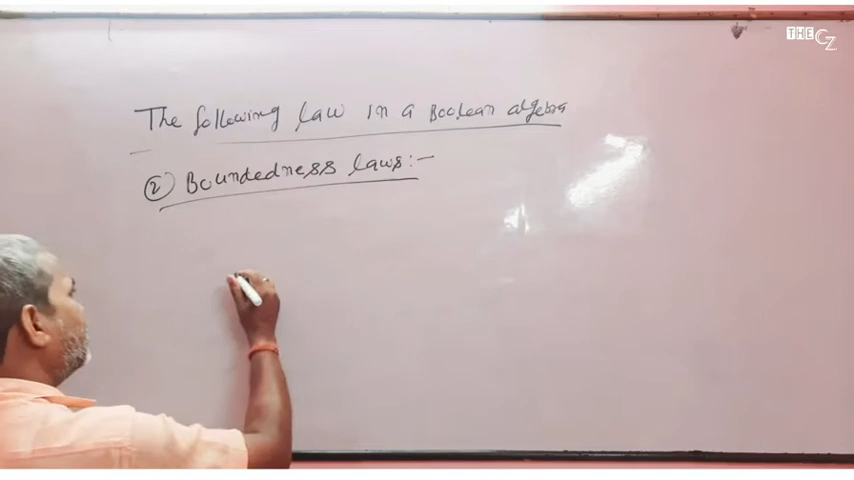 THE CZ
The following law in a Boolean algebra
② Boundedness laws:-